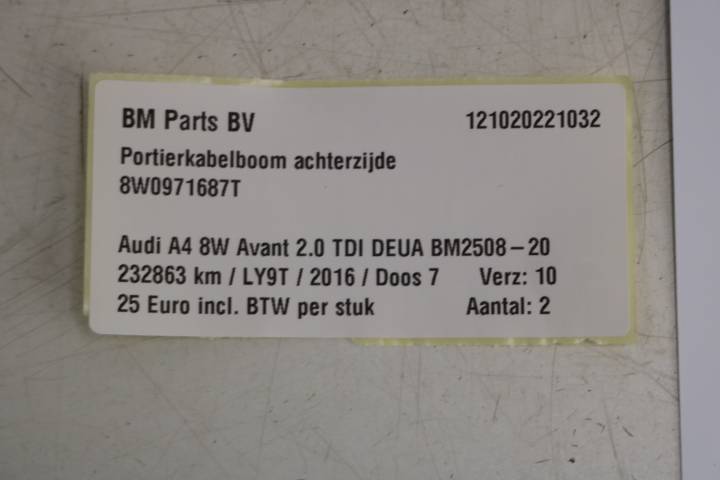 BM Parts BV 121020221032
Portierkabelboom achterzijde
8W0971687T
Audi A4 8W Avant 2.0 TDI DEUA BM2508-20
232863 km / LY9T / 2016 / Doos 7 Verz: 10
25 Euro incl. BTW per stuk Aantal: 2